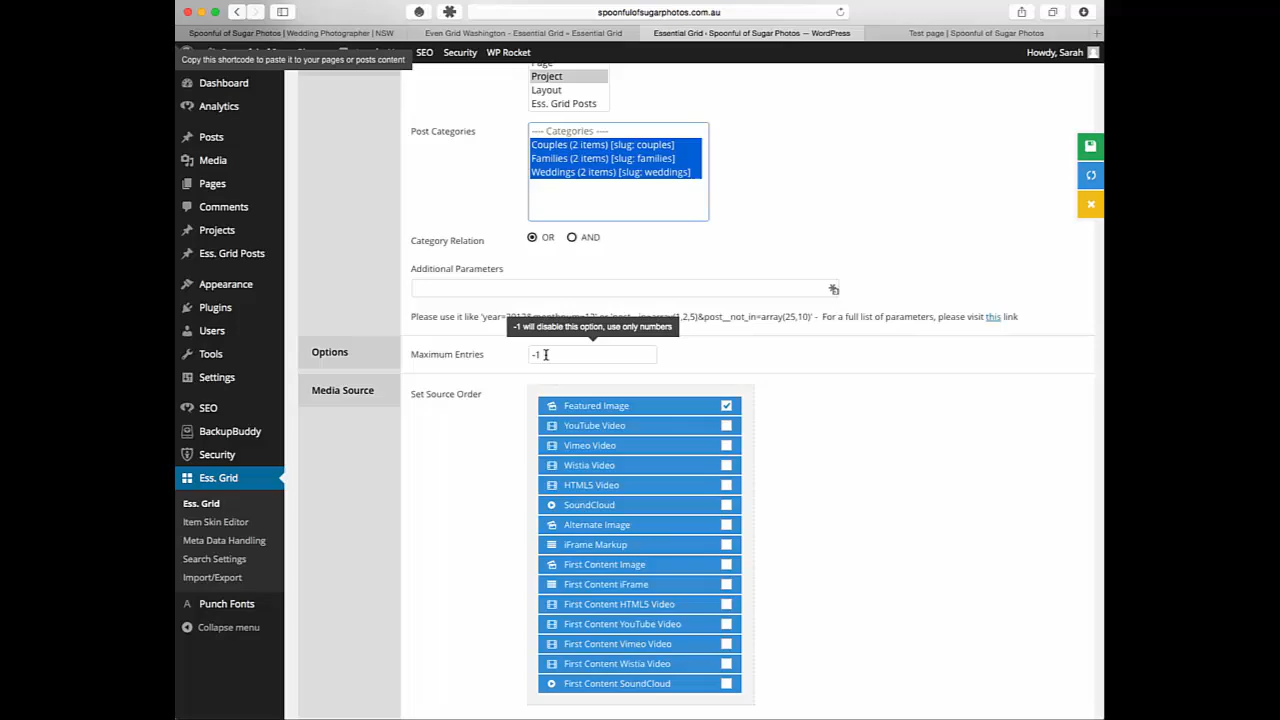 spoonfulofsugarphotos.com.au
Spoonful of Sugar Photos | Wedding Photographer | NSW
Even Grid Washington - Essential Grid « Essential Grid
Essential Grid ‹ Spoonful of Sugar Photos — WordPress
Test page | Spoonful of Sugar Photos
SEO
Security
WP Rocket
Howdy, Sarah
Copy this shortcode to paste it to your pages or posts content
Dashboard
Analytics
Posts
Media
Pages
Comments
Projects
Ess. Grid Posts
Appearance
Plugins
Users
Tools
Settings
SEO
BackupBuddy
Security
Ess. Grid
Ess. Grid
Item Skin Editor
Meta Data Handling
Search Settings
Import/Export
Punch Fonts
Collapse menu
Page
Project
Layout
Ess. Grid Posts
Post Categories
---- Categories ----
Couples (2 items) [slug: couples]
Families (2 items) [slug: families]
Weddings (2 items) [slug: weddings]
Category Relation
OR
AND
Additional Parameters
Please use it like 'year=
(1,2,5)&post__not_in=array(25,10)' - For a full list of parameters, please visit this link
-1 will disable this option, use only numbers
Options
Maximum Entries
-1
Media Source
Set Source Order
Featured Image
YouTube Video
Vimeo Video
Wistia Video
HTML5 Video
SoundCloud
Alternate Image
iFrame Markup
First Content Image
First Content iFrame
First Content HTML5 Video
First Content YouTube Video
First Content Vimeo Video
First Content Wistia Video
First Content SoundCloud